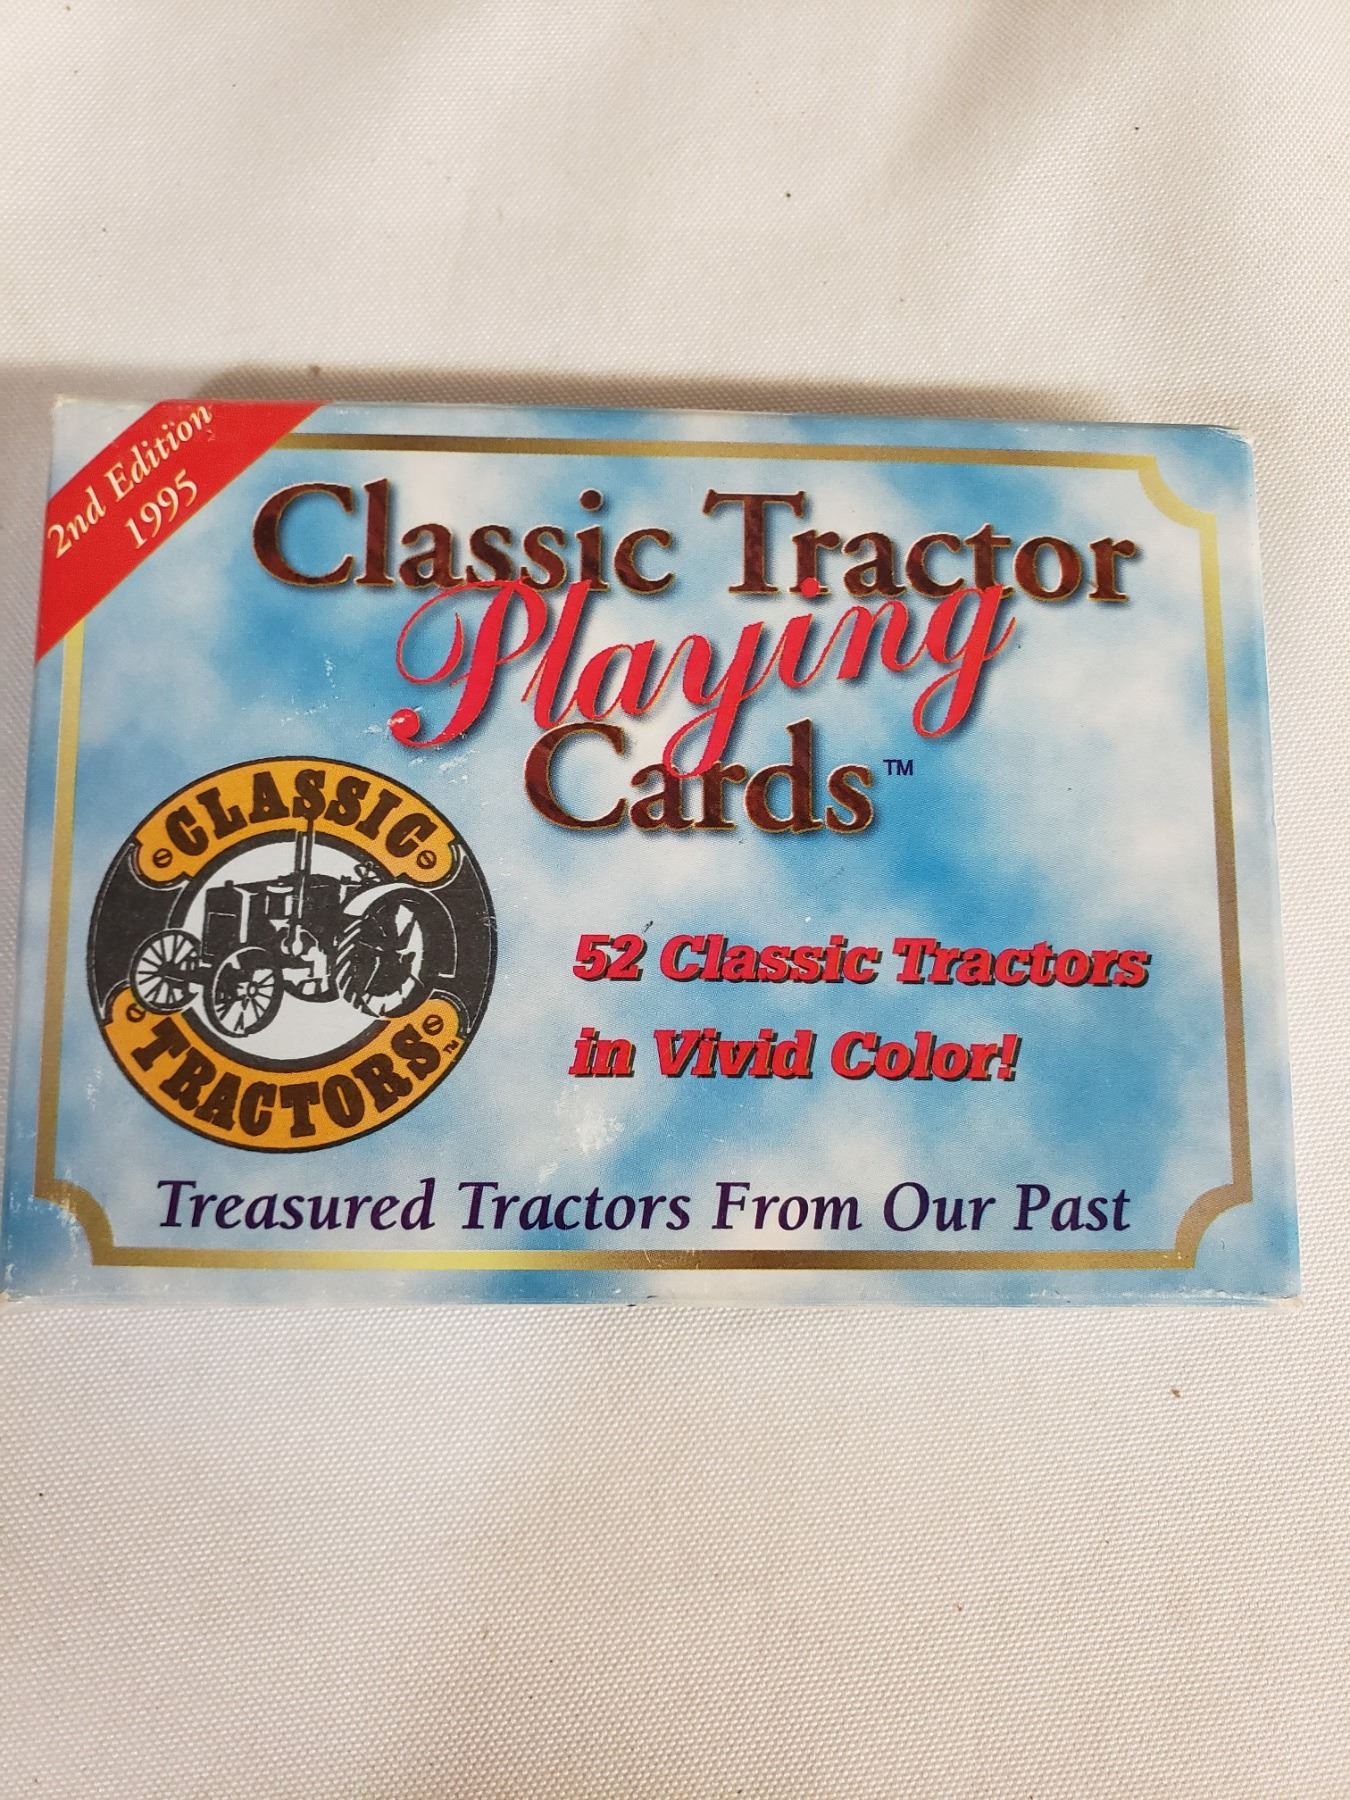 2nd Edition
1995
Classic Tractor
Playing
Cards™
CLASSIC
TRACTORS™
52 Classic Tractors
in Vivid Color!
Treasured Tractors From Our Past